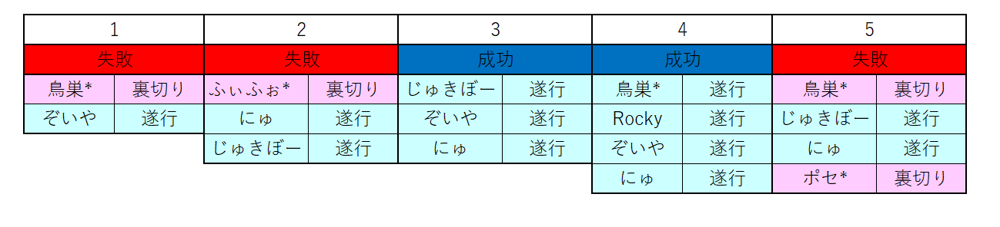 1 2 3 4 5
失敗 失敗 成功 成功 失敗
鳥巣* 裏切り ふぃふぉ* 裏切り じゅきぼー 遂行 鳥巣* 遂行 鳥巣* 裏切り
ぞいや 遂行 にゅ 遂行 ぞいや 遂行 Rocky 遂行 じゅきぼー 遂行
じゅきぼー 遂行 にゅ 遂行 ぞいや 遂行 にゅ 遂行
にゅ 遂行 ポセ* 裏切り